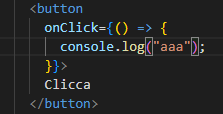 <button
onClick={() => {
console.log("aaa");
}}>
Clicca
</button